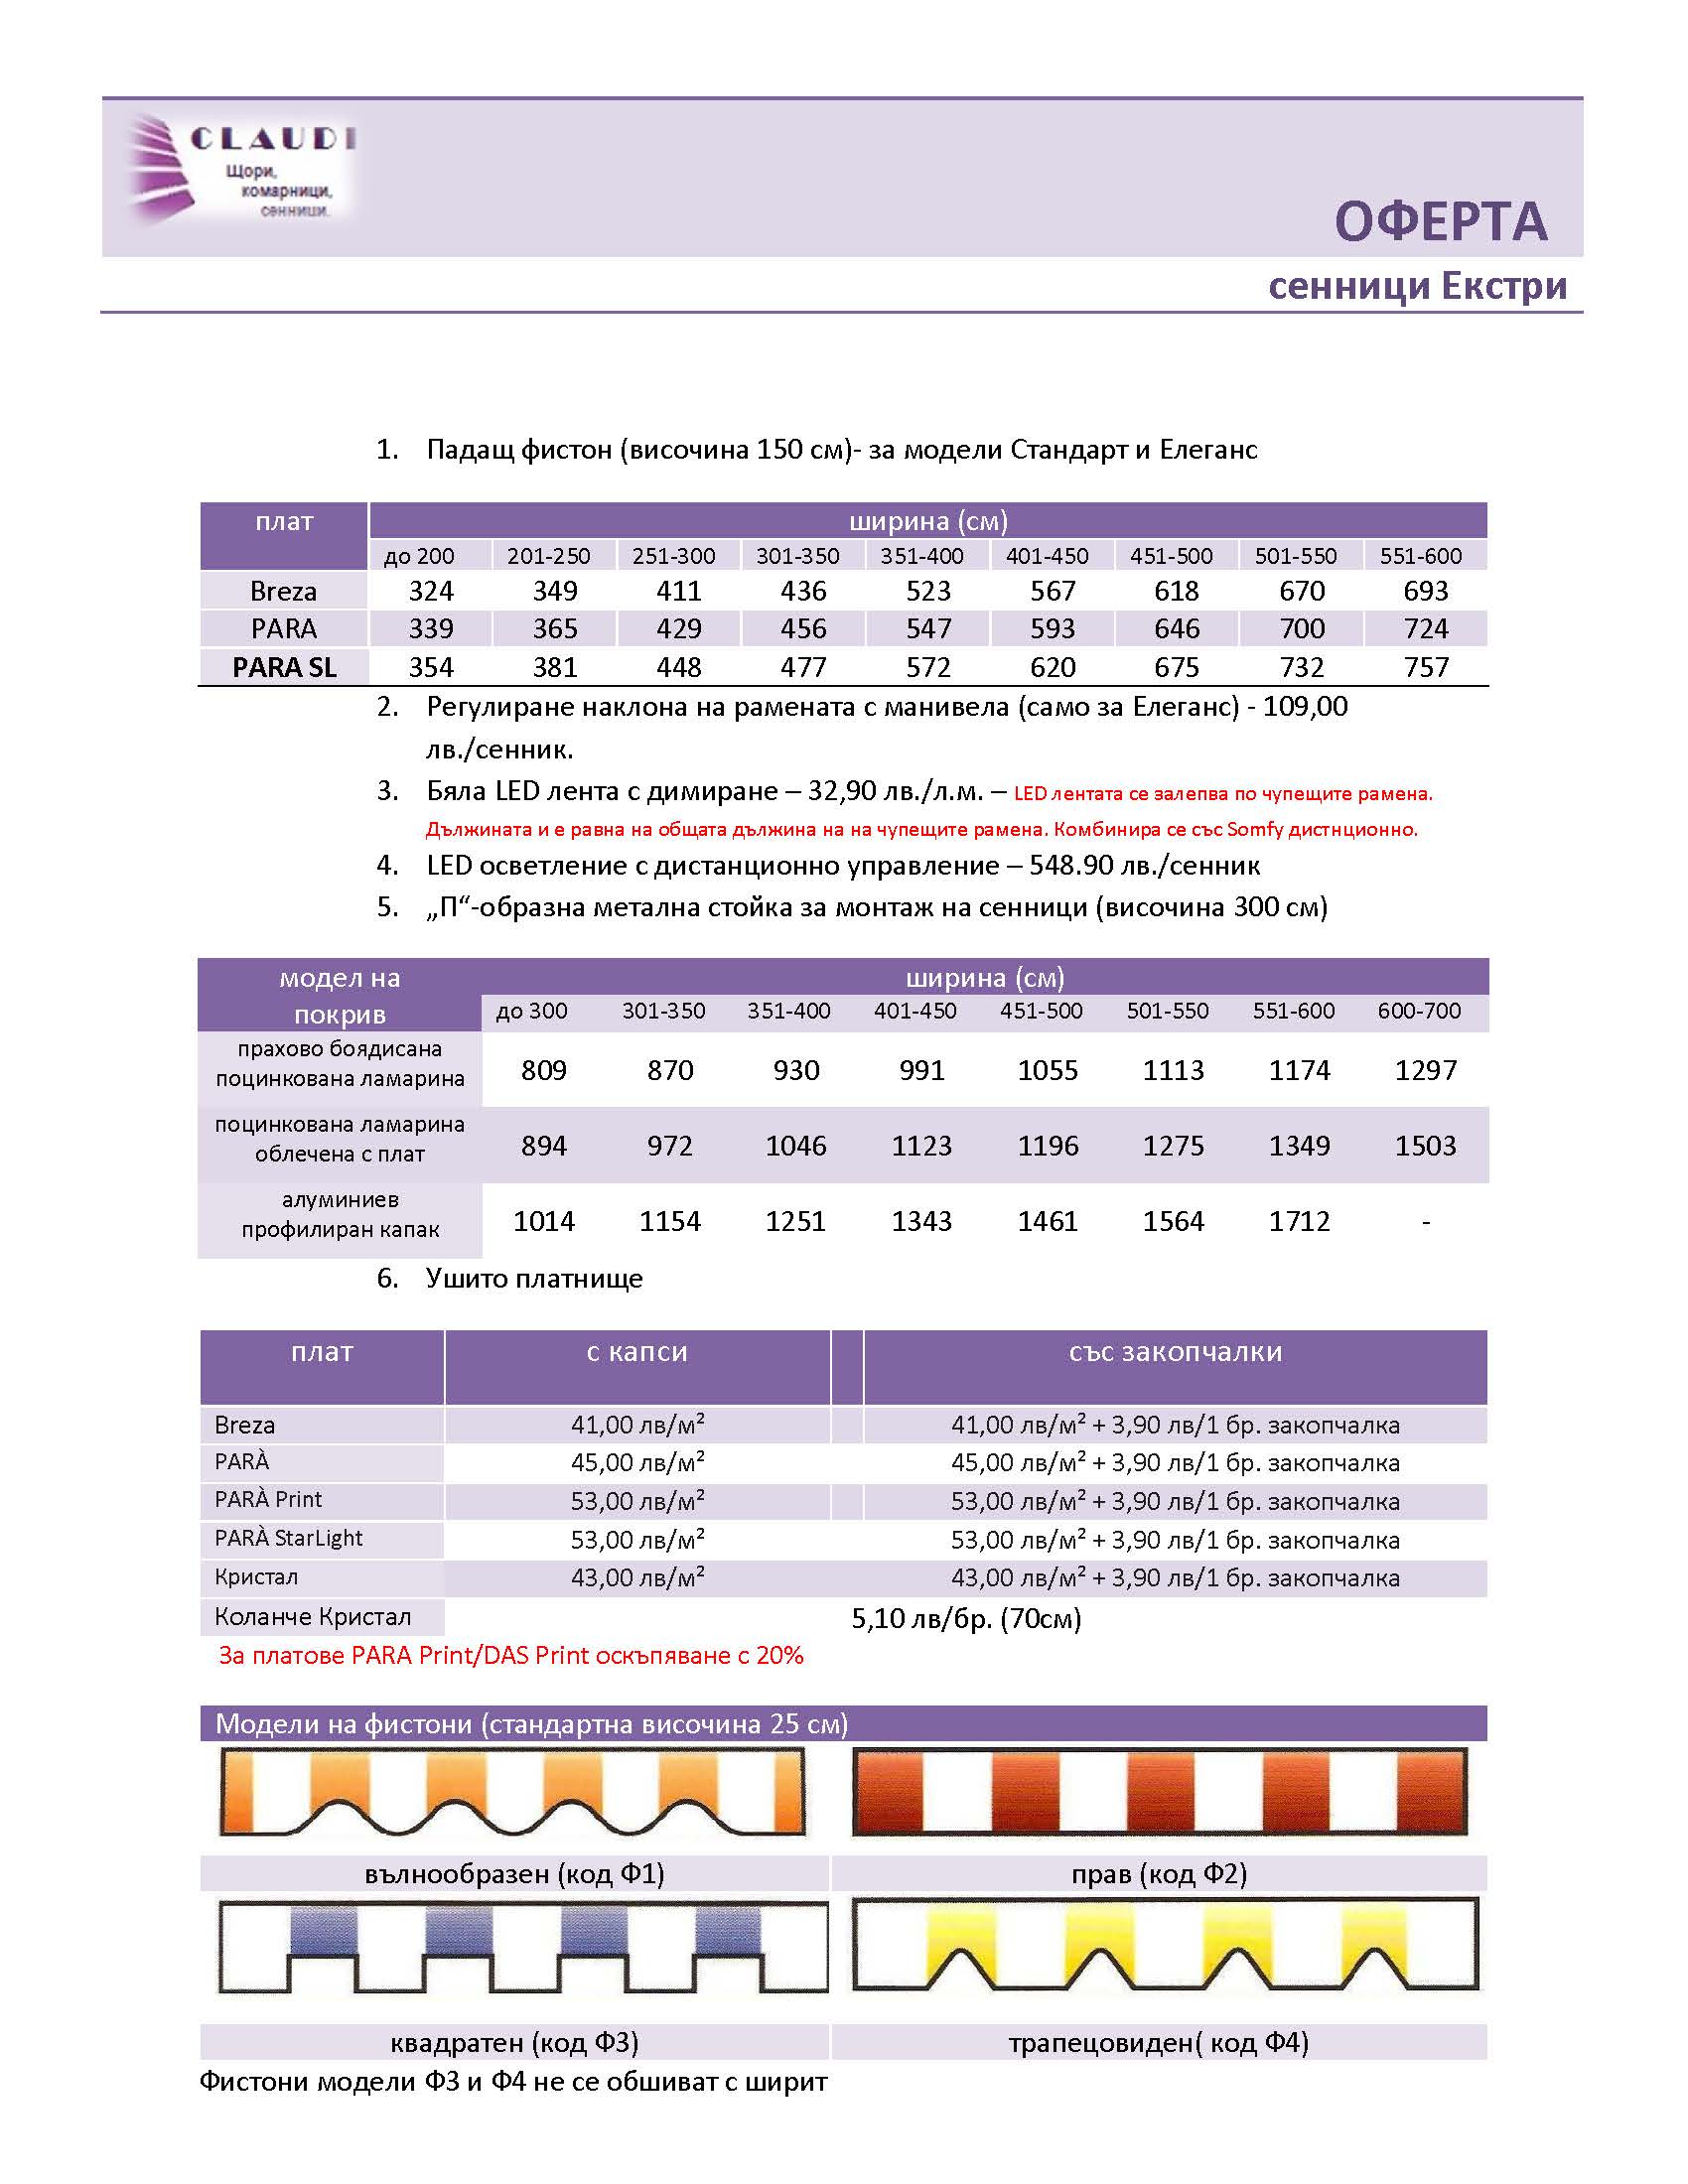 CLAUDI
Щори,
комарници,
сенници.
ОФЕРТА
сенници Екстри
1. Падащ фистон (височина 150 см)- за модели Стандарт и Елеганс
плат ширина (см)
до 200 201-250 251-300 301-350 351-400 401-450 451-500 501-550 551-600
Breza 324 349 411 436 523 567 618 670 693
PARA 339 365 429 456 547 593 646 700 724
PARA SL 354 381 448 477 572 620 675 732 757
2. Регулиране наклона на рамената с манивела (само за Елеганс) - 109,00
лв./сенник.
3. Бяла LED лента с димиране – 32,90 лв./л.м. – LED лентата се залепва по чупещите рамена.
Дължината и е равна на общата дължина на на чупещите рамена. Комбинира се със Somfy дистнционно.
4. LED осветление с дистанционно управление – 548.90 лв./сенник
5. „П“-образна метална стойка за монтаж на сенници (височина 300 см)
модел на ширина (см)
покрив до 300 301-350 351-400 401-450 451-500 501-550 551-600 600-700
прахово боядисана
поцинкована ламарина 809 870 930 991 1055 1113 1174 1297
поцинкована ламарина
облечена с плат 894 972 1046 1123 1196 1275 1349 1503
алуминиев
профилиран капак 1014 1154 1251 1343 1461 1564 1712 -
6. Ушито платнище
плат с капси със закопчалки
Breza 41,00 лв/м² 41,00 лв/м² + 3,90 лв/1 бр. закопчалка
PARÀ 45,00 лв/м² 45,00 лв/м² + 3,90 лв/1 бр. закопчалка
PARÀ Print 53,00 лв/м² 53,00 лв/м² + 3,90 лв/1 бр. закопчалка
PARÀ StarLight 53,00 лв/м² 53,00 лв/м² + 3,90 лв/1 бр. закопчалка
Кристал 43,00 лв/м² 43,00 лв/м² + 3,90 лв/1 бр. закопчалка
Коланче Кристал 5,10 лв/бр. (70см)
За платове PARA Print/DAS Print оскъпяване с 20%
Модели на фистони (стандартна височина 25 см)
вълнообразен (код Ф1) прав (код Ф2)
квадратен (код Ф3) трапецовиден( код Ф4)
Фистони модели Ф3 и Ф4 не се обшиват с ширит